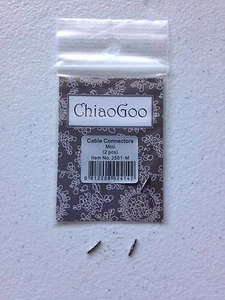 ChiaoGoo
Cable Connectors
Mini
(2 pcs)
Item No. 2501-M